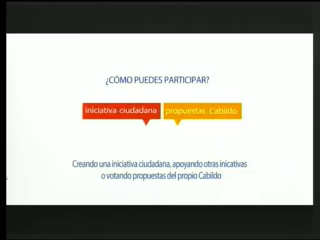 ¿CÓMO PUEDES PARTICIPAR?
iniciativa ciudadana propuestas Cabildo
Creando una iniciativa ciudadana, apoyando otras inicativas
o votando propuestas del propio Cabildo